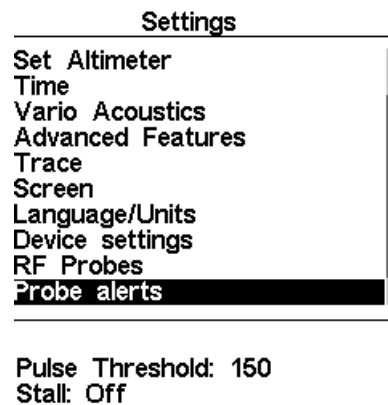 Settings
Set Altimeter
Time
Vario Acoustics
Advanced Features
Trace
Screen
Language/Units
Device settings
RF Probes
Probe alerts
Pulse Threshold: 150
Stall: Off